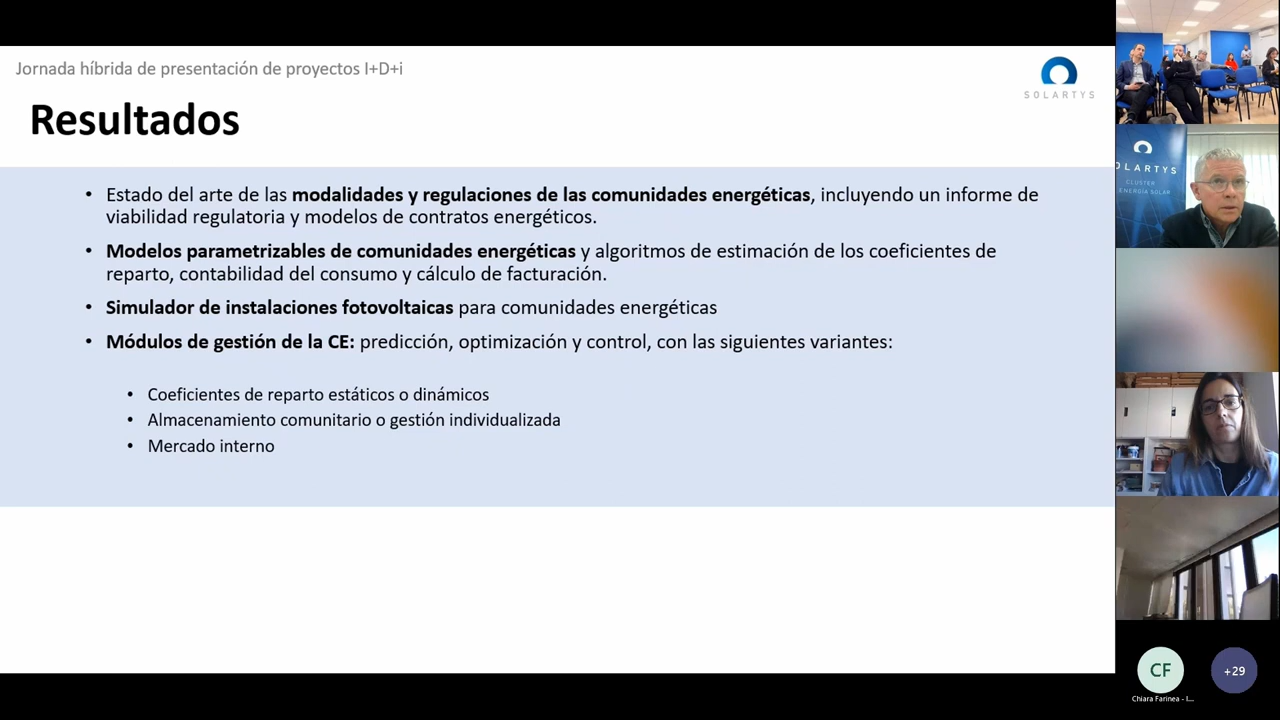 Jornada híbrida de presentación de proyectos I+D+i
SOLARTYS
Resultados
• Estado del arte de las modalidades y regulaciones de las comunidades energéticas, incluyendo un informe de
viabilidad regulatoria y modelos de contratos energéticos.
• Modelos parametrizables de comunidades energéticas y algoritmos de estimación de los coeficientes de
reparto, contabilidad del consumo y cálculo de facturación.
• Simulador de instalaciones fotovoltaicas para comunidades energéticas
• Módulos de gestión de la CE: predicción, optimización y control, con las siguientes variantes:
• Coeficientes de reparto estáticos o dinámicos
• Almacenamiento comunitario o gestión individualizada
• Mercado interno
OLARTYS
CLUSTER
ENERGÍA SOLAR
CF
+29
Chiara Farinea - I...